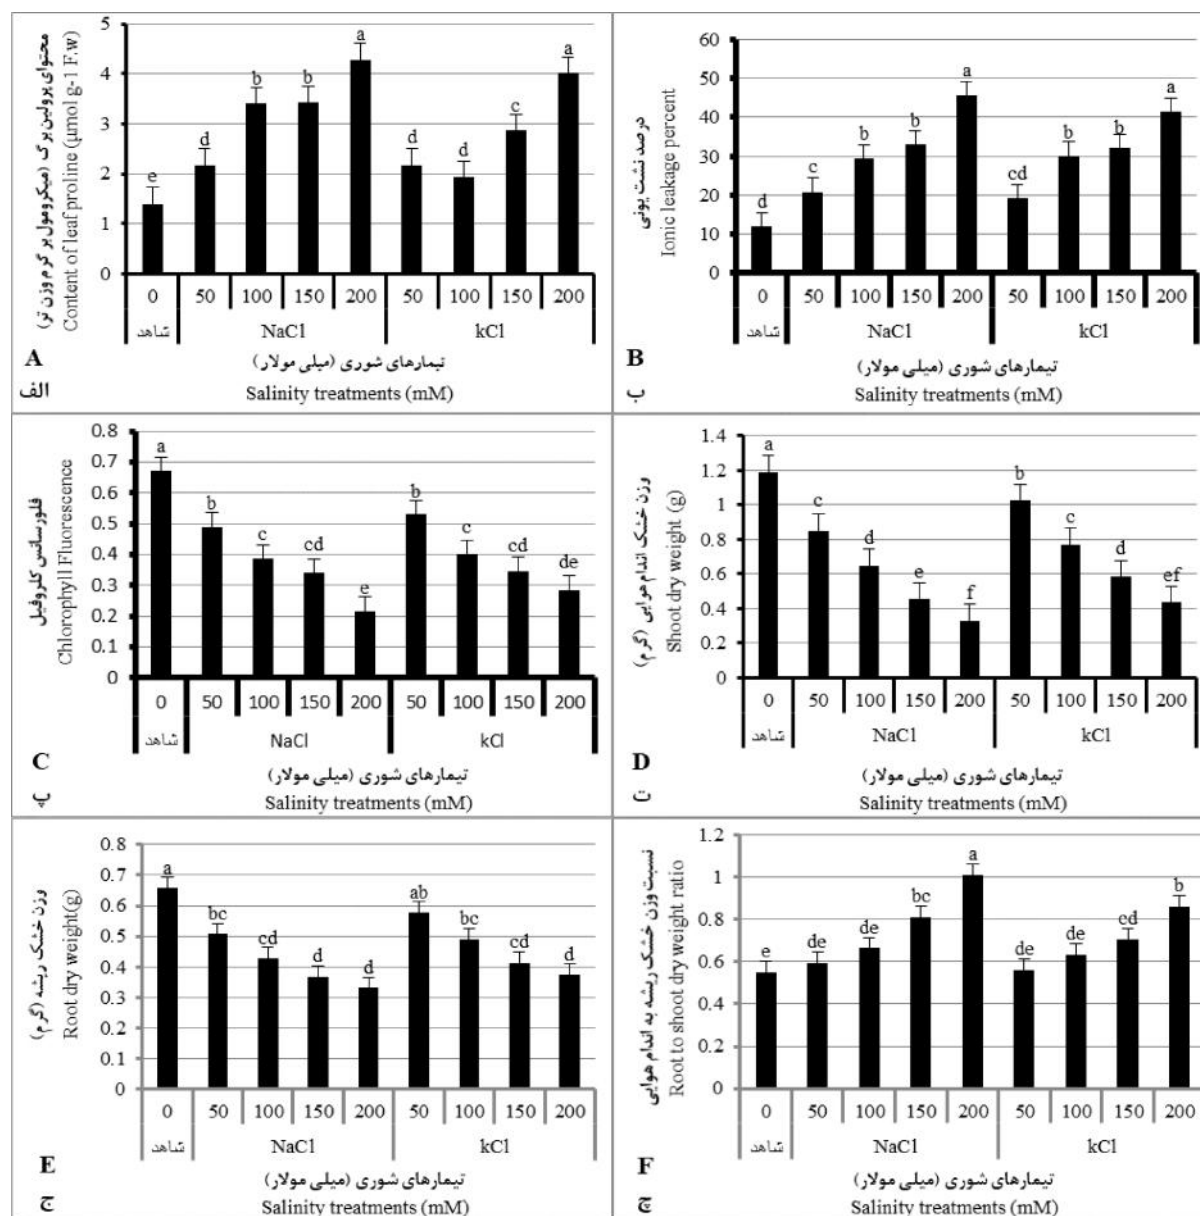 محتوای پرولین برگ (میکرومول بر گرم وزن تر)
Content of leaf proline (µmol g-1 F.w)
5
4
3
2
1
0
e d b b a d d c a
0 50 100 150 200 50 100 150 200
شاهد NaCl kCl
تیمارهای شوری (میلی مولار)
Salinity treatments (mM)
A
الف
درصد نشت یونی
Ionic leakage percent
60
50
40
30
20
10
0
d c b b a cd b b a
0 50 100 150 200 50 100 150 200
شاهد NaCl kCl
تیمارهای شوری (میلی مولار)
Salinity treatments (mM)
B
ب
فلورسانس کلروفیل
Chlorophyll Fluorescence
0.8
0.7
0.6
0.5
0.4
0.3
0.2
0.1
0
a b c cd e b c cd de
0 50 100 150 200 50 100 150 200
شاهد NaCl kCl
تیمارهای شوری (میلی مولار)
Salinity treatments (mM)
C
پ
وزن خشک اندام هوایی (گرم)
Shoot dry weight (g)
1.4
1.2
1
0.8
0.6
0.4
0.2
0
a c d e f b c d ef
0 50 100 150 200 50 100 150 200
شاهد NaCl kCl
تیمارهای شوری (میلی مولار)
Salinity treatments (mM)
D
ت
وزن خشک ریشه (گرم)
Root dry weight(g)
0.8
0.7
0.6
0.5
0.4
0.3
0.2
0.1
0
a bc cd d d ab bc cd d
0 50 100 150 200 50 100 150 200
شاهد NaCl kCl
تیمارهای شوری (میلی مولار)
Salinity treatments (mM)
E
ج
نسبت وزن خشک ریشه به اندام هوایی
Root to shoot dry weight ratio
1.2
1
0.8
0.6
0.4
0.2
0
e de de bc a de de cd b
0 50 100 150 200 50 100 150 200
شاهد NaCl kCl
تیمارهای شوری (میلی مولار)
Salinity treatments (mM)
F
چ